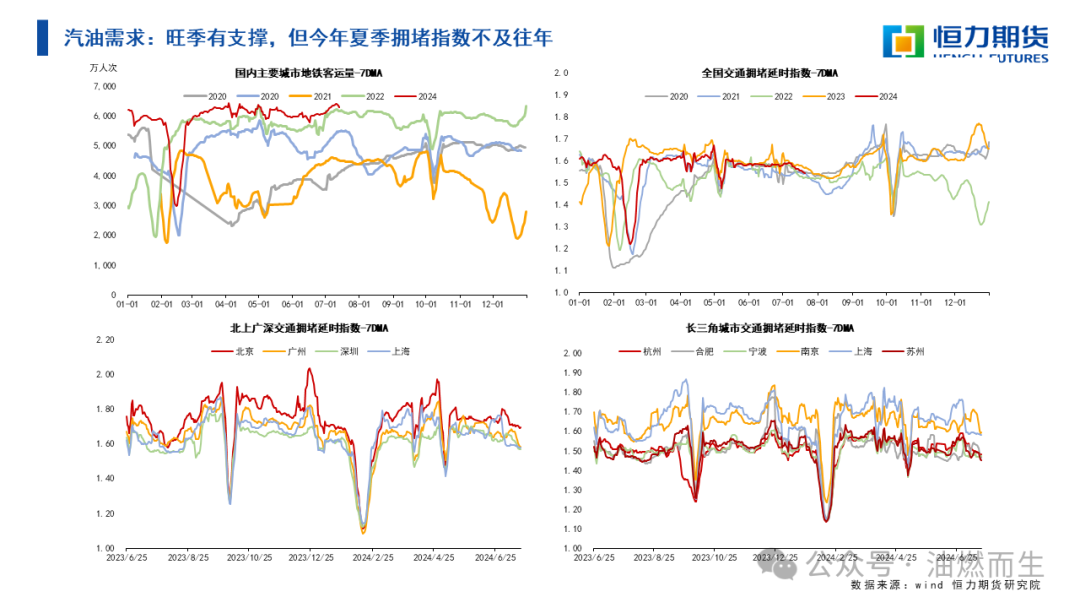 汽油需求：旺季有支撑，但今年夏季拥堵指数不及往年
恒力期货
HENGLI FUTURES
万人次
国内主要城市地铁客运量-7DMA
2020 2020 2021 2022 2024
7,000
6,000
5,000
4,000
3,000
2,000
1,000
0
01-01 02-01 03-01 04-01 05-01 06-01 07-01 08-01 09-01 10-01 11-01 12-01
全国交通拥堵延时指数-7DMA
2020 2021 2022 2023 2024
2.0
1.9
1.8
1.7
1.6
1.5
1.4
1.3
1.2
1.1
1.0
01-01 02-01 03-01 04-01 05-01 06-01 07-01 08-01 09-01 10-01 11-01 12-01
北上广深交通拥堵延时指数-7DMA
北京 广州 深圳 上海
2.20
2.00
1.80
1.60
1.40
1.20
1.00
2023/6/25 2023/8/25 2023/10/25 2023/12/25 2024/2/25 2024/4/25 2024/6/25
长三角城市交通拥堵延时指数-7DMA
杭州 合肥 宁波 南京 上海 苏州
2.00
1.90
1.80
1.70
1.60
1.50
1.40
1.30
1.20
1.10
1.00
2023/6/25 2023/8/25 2023/10/25 2023/12/25 2024/2/25 2024/4/25 2024/6/25
公众号·油燃而生
数据来源：wind 恒力期货研究院